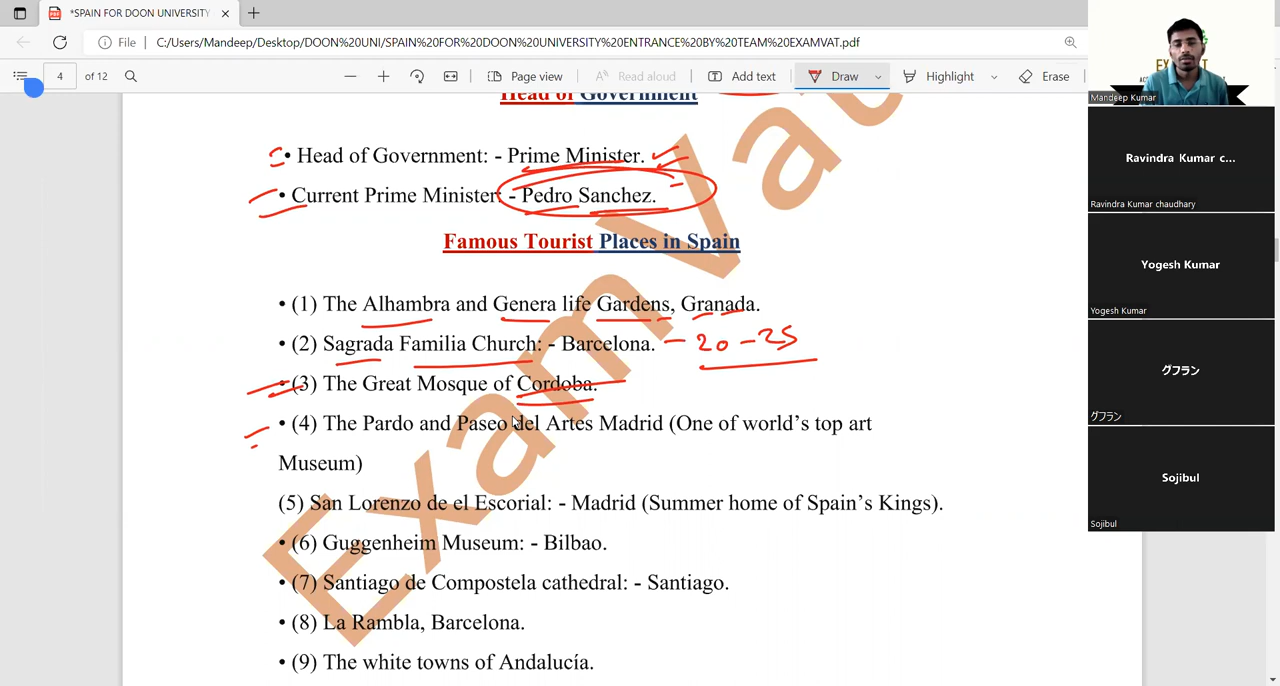 *SPAIN FOR DOON UNIVERSITY
File C:/Users/Mandeep/Desktop/DOON%20UNI/SPAIN%20FOR%20DOON%20UNIVERSITY%20ENTRANCE%20BY%20TEAM%20EXAMVAT.pdf
4 of 12 Page view Read aloud Add text Draw Highlight Erase
Head of Government
• Head of Government: - Prime Minister.
• Current Prime Minister: - Pedro Sanchez.
Famous Tourist Places in Spain
• (1) The Alhambra and Genera life Gardens, Granada.
• (2) Sagrada Familia Church: - Barcelona. - 20 - 25
• (3) The Great Mosque of Cordoba.
• (4) The Pardo and Paseo del Artes Madrid (One of world's top art
Museum)
(5) San Lorenzo de el Escorial: - Madrid (Summer home of Spain's Kings).
• (6) Guggenheim Museum: - Bilbao.
• (7) Santiago de Compostela cathedral: - Santiago.
• (8) La Rambla, Barcelona.
• (9) The white towns of Andalucía.
ExamVat
Mandeep Kumar
Ravindra Kumar c...
Ravindra Kumar chaudhary
Yogesh Kumar
Yogesh Kumar
グフラン
グフラン
Sojibul
Sojibul